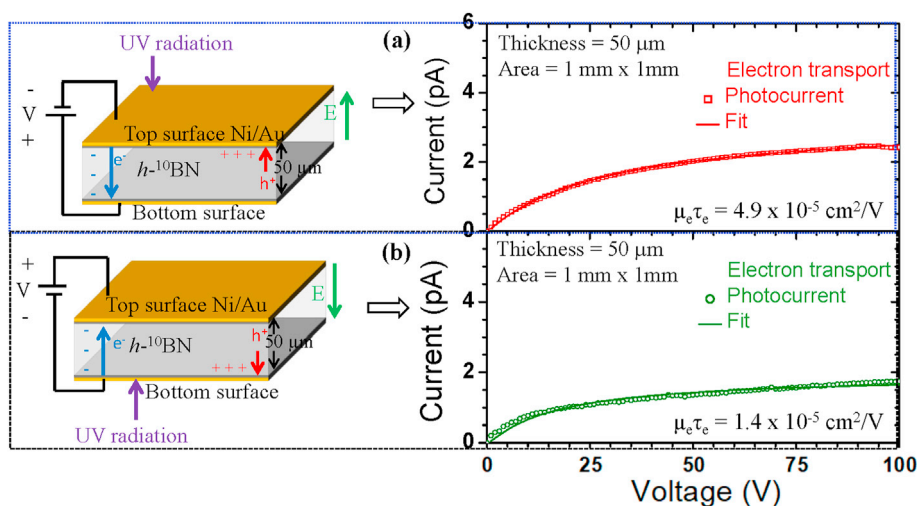 UV radiation
(a)
-
V
+
E
Top surface Ni/Au
- e-
-
-
h-¹⁰BN
+ + +
h⁺
50 µm
Bottom surface
6
4
2
0
Current (pA)
Thickness = 50 µm
Area = 1 mm x 1mm
Electron transport
Photocurrent
Fit
μₑτₑ = 4.9 x 10⁻⁵ cm²/V
(b)
+
V
-
E
Top surface Ni/Au
-
- e-
-
h-¹⁰BN
h⁺
+ + +
50 µm
Bottom surface
UV radiation
4
2
0
Current (pA)
Thickness = 50 µm
Area = 1 mm x 1mm
Electron transport
Photocurrent
Fit
μₑτₑ = 1.4 x 10⁻⁵ cm²/V
0 25 50 75 100
Voltage (V)